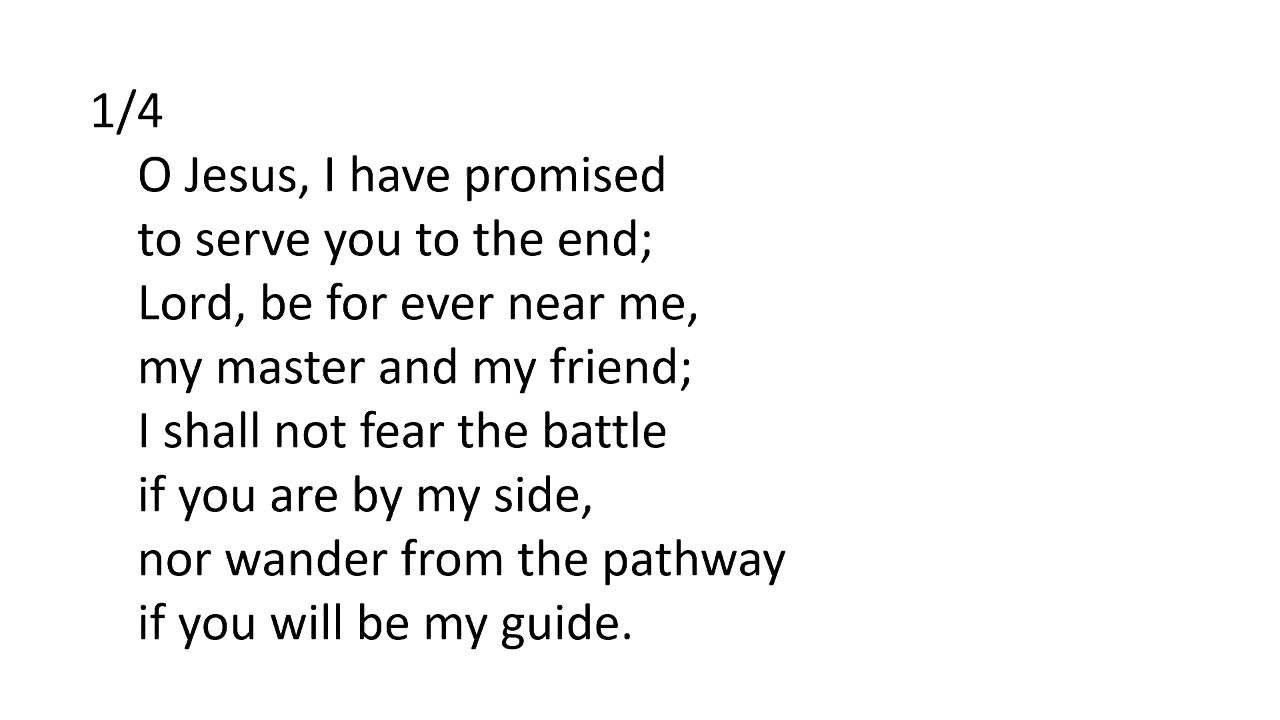 1/4
O Jesus, I have promised
to serve you to the end;
Lord, be for ever near me,
my master and my friend;
I shall not fear the battle
if you are by my side,
nor wander from the pathway
if you will be my guide.